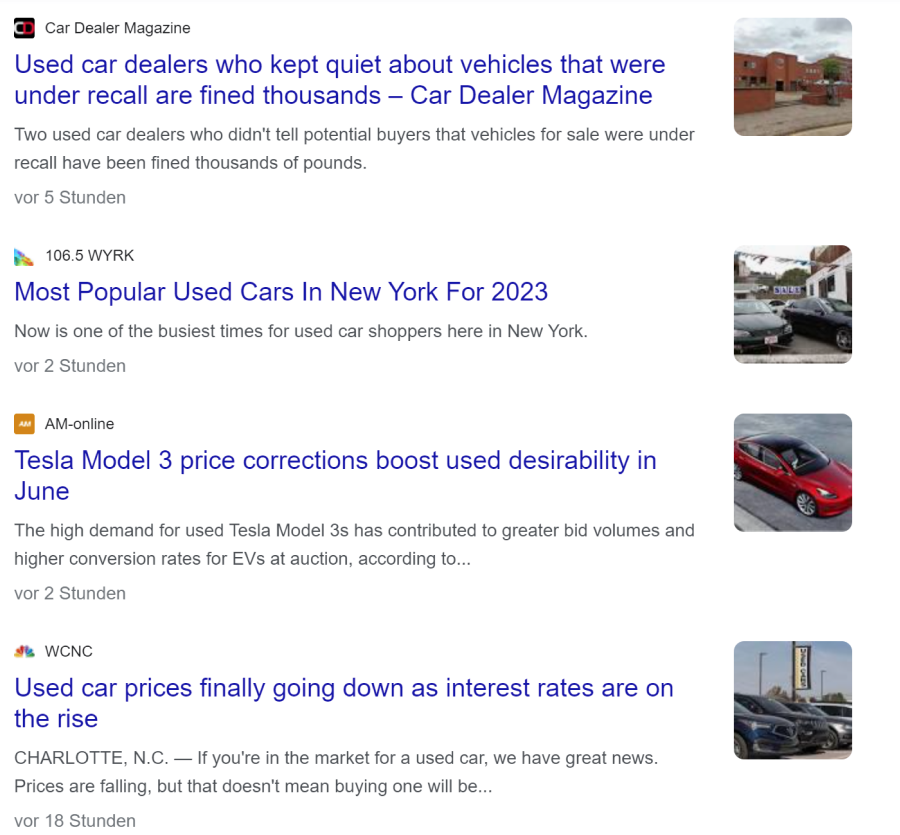 Car Dealer Magazine
Used car dealers who kept quiet about vehicles that were
under recall are fined thousands – Car Dealer Magazine
Two used car dealers who didn't tell potential buyers that vehicles for sale were under
recall have been fined thousands of pounds.
vor 5 Stunden
106.5 WYRK
Most Popular Used Cars In New York For 2023
Now is one of the busiest times for used car shoppers here in New York.
vor 2 Stunden
SALE
AM
AM-online
Tesla Model 3 price corrections boost used desirability in
June
The high demand for used Tesla Model 3s has contributed to greater bid volumes and
higher conversion rates for EVs at auction, according to...
vor 2 Stunden
WCNC
Used car prices finally going down as interest rates are on
the rise
CHARLOTTE, N.C. — If you're in the market for a used car, we have great news.
Prices are falling, but that doesn't mean buying one will be...
vor 18 Stunden
USED CARS